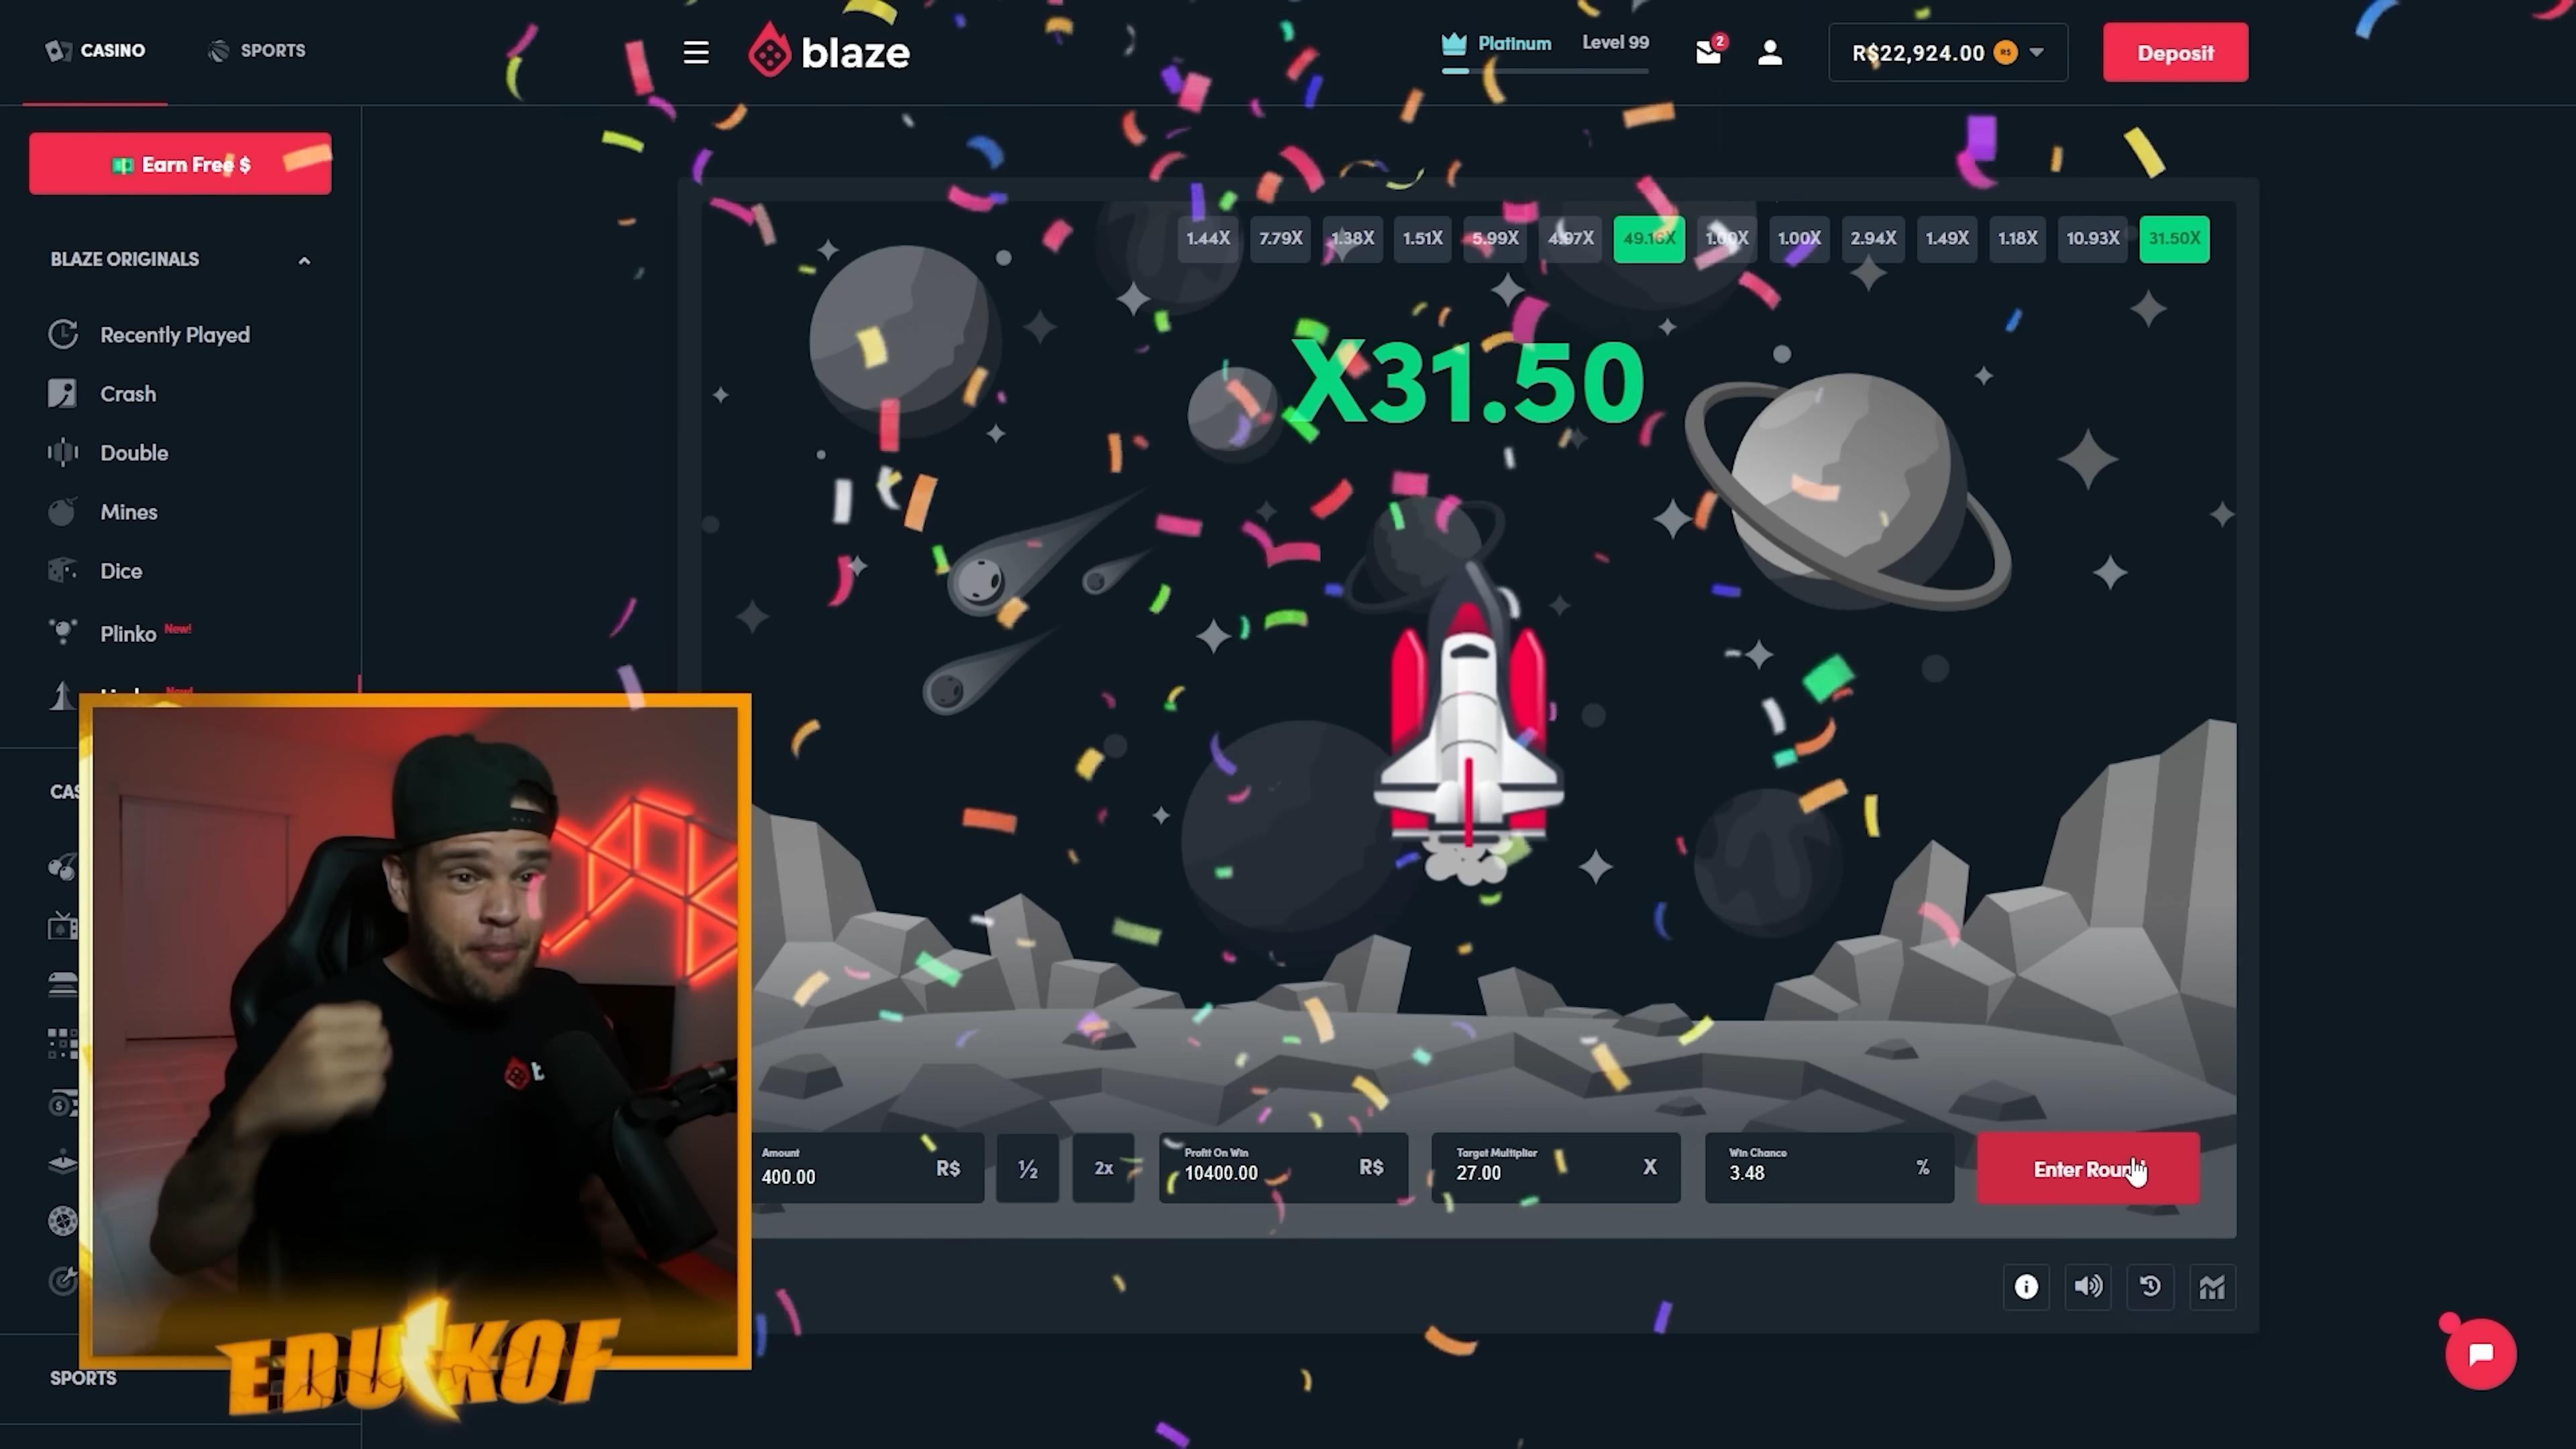 CASINO
SPORTS
blaze
Platinum
Level 99
2
R$22,924.00
R$
Deposit
Earn Free $
BLAZE ORIGINALS
Recently Played
Crash
Double
Mines
Dice
Plinko New!
New!
CAS
SPORTS
1.44X 7.79X 1.38X 1.51X 5.99X 4.97X 49.16X 1.00X 1.00X 2.94X 1.49X 1.18X 10.93X 31.50X
X31.50
Amount
400.00 R$
½
2x
Profit On Win
10400.00 R$
Target Multiplier
27.00 X
Win Chance
3.48 %
Enter Round
EDUKOF